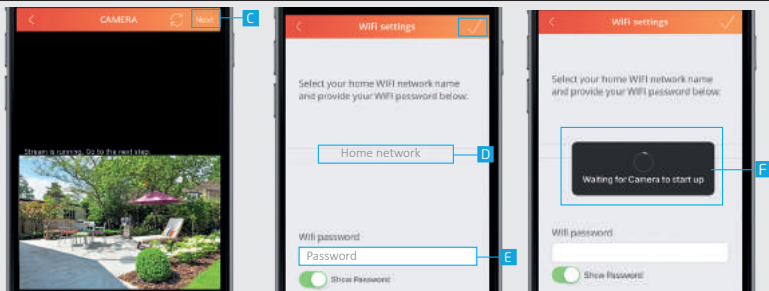 CAMERA
Next
C
Stream is running. Go to the next step.
WiFi settings
Select your home WIFI network name
and provide your WIFI password below:
Home network
D
Wifi password
Password
E
Show Password
WiFi settings
Select your home WIFI network name
and provide your WIFI password below:
Waiting for Camera to start up
F
Wifi password
Show Password